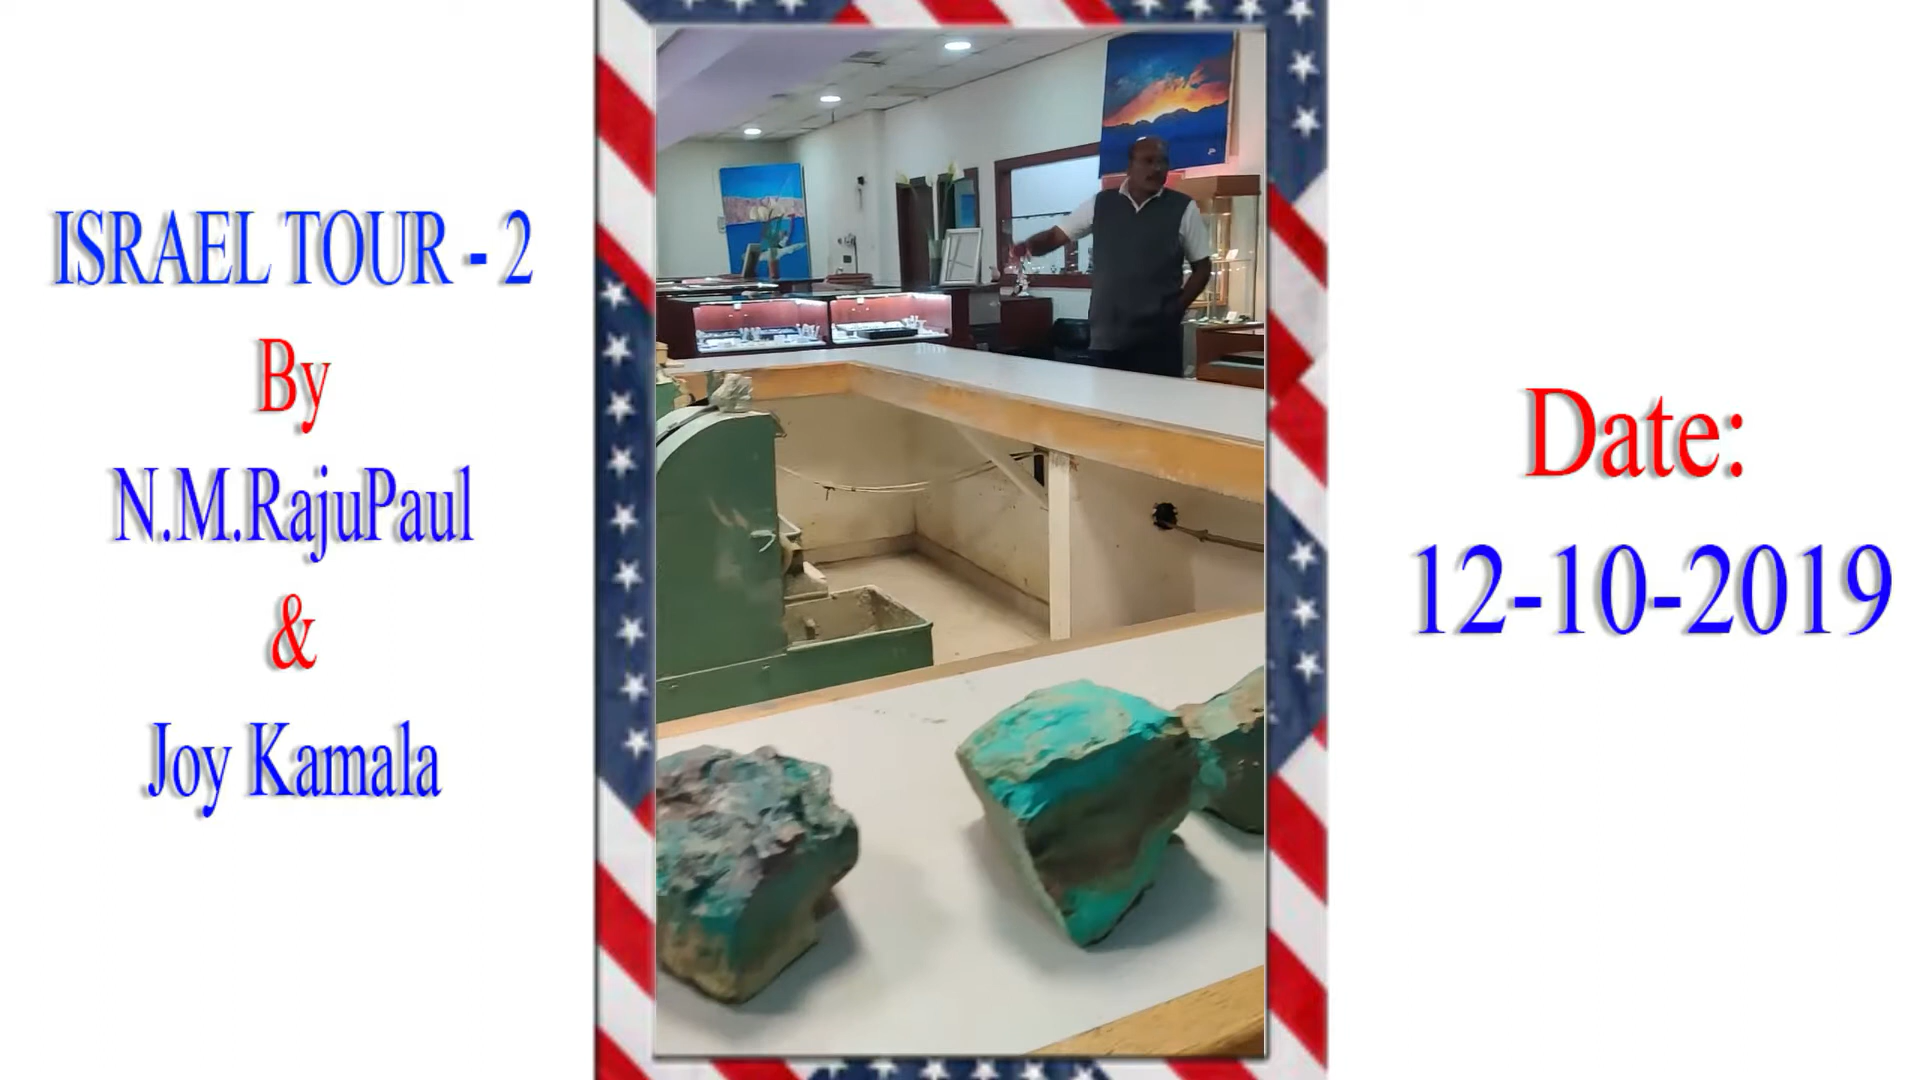 ISRAEL TOUR - 2
By
N.M.RajuPaul
&
Joy Kamala
Date:
12-10-2019